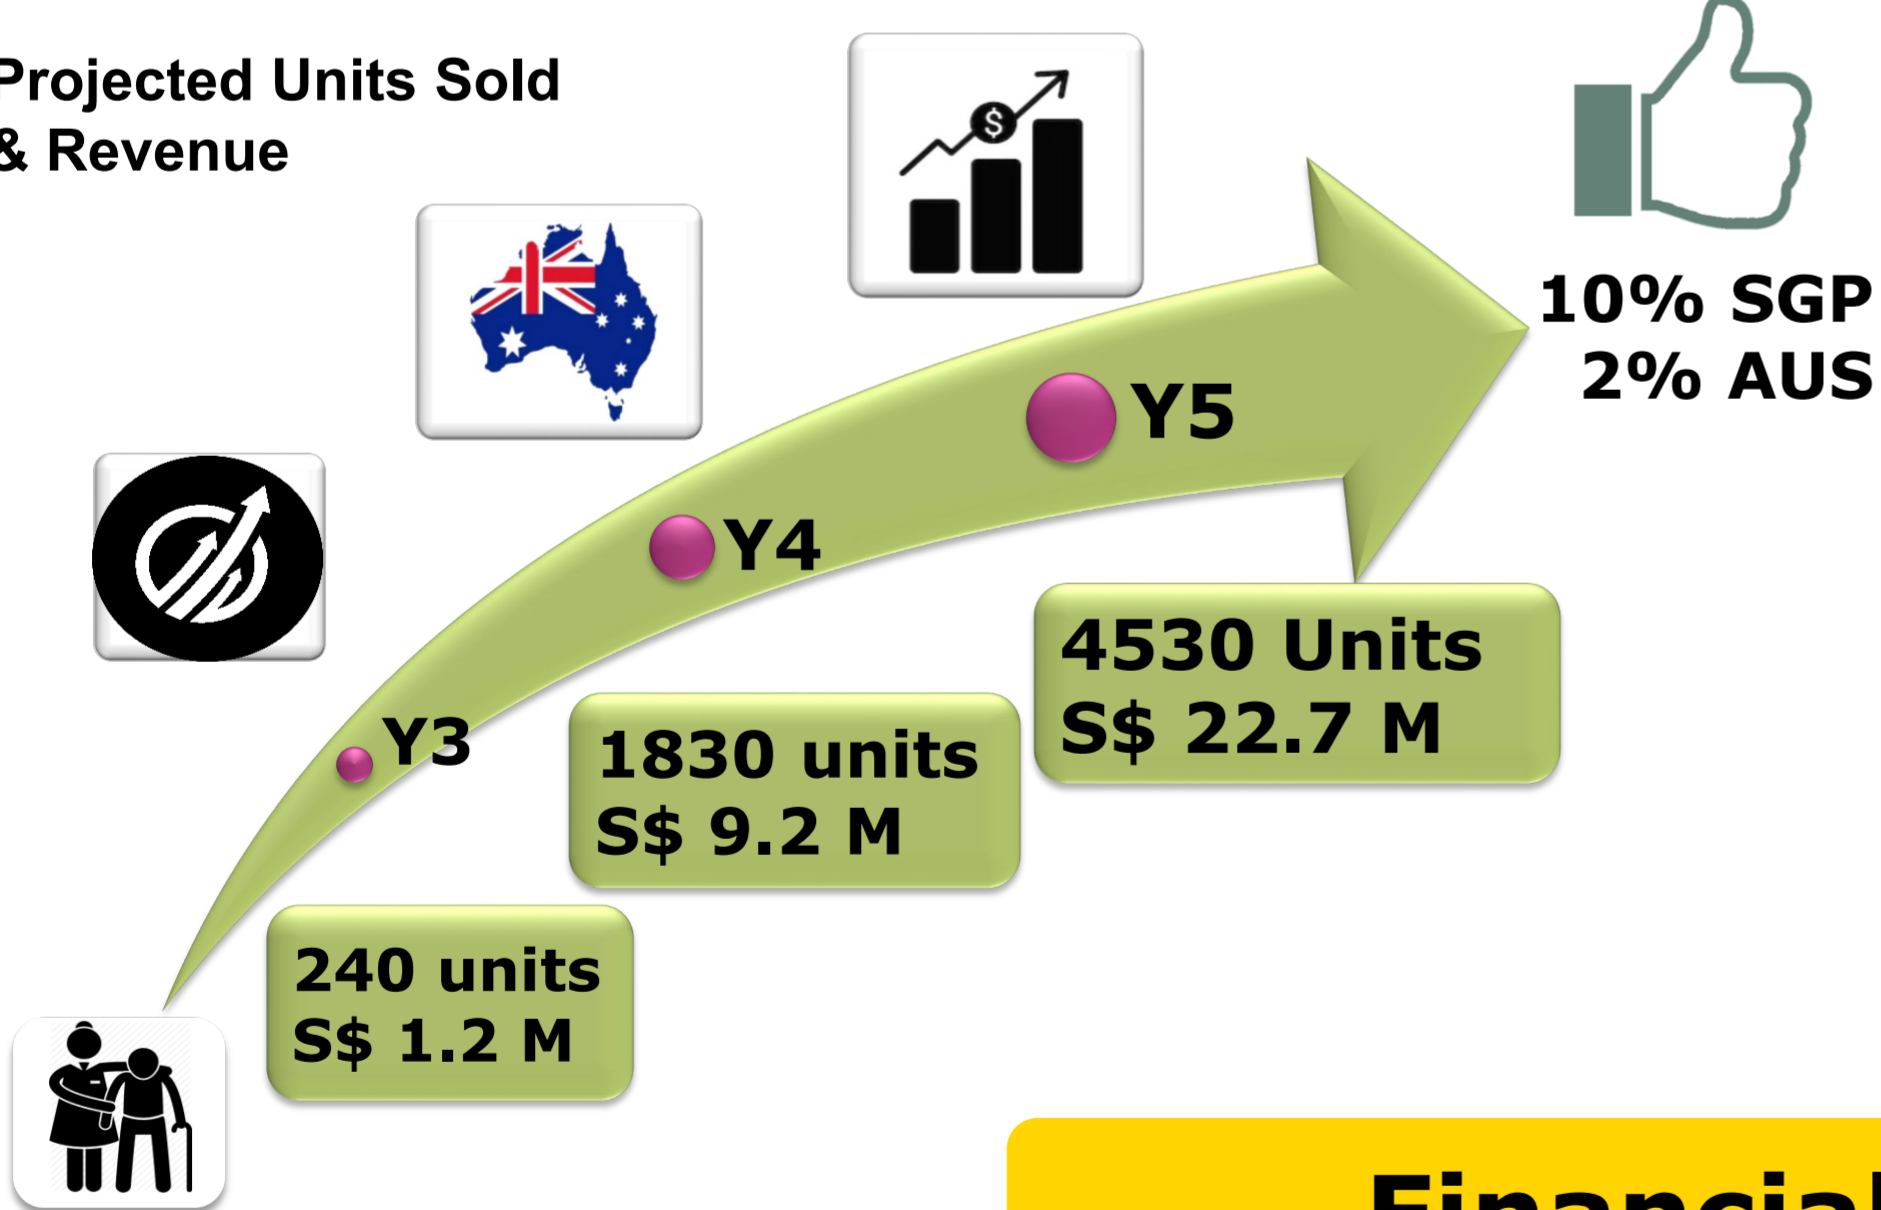 Projected Units Sold
& Revenue
10% SGP
2% AUS
Y5
Y4
Y3
4530 Units
S$ 22.7 M
1830 units
S$ 9.2 M
240 units
S$ 1.2 M
Financial